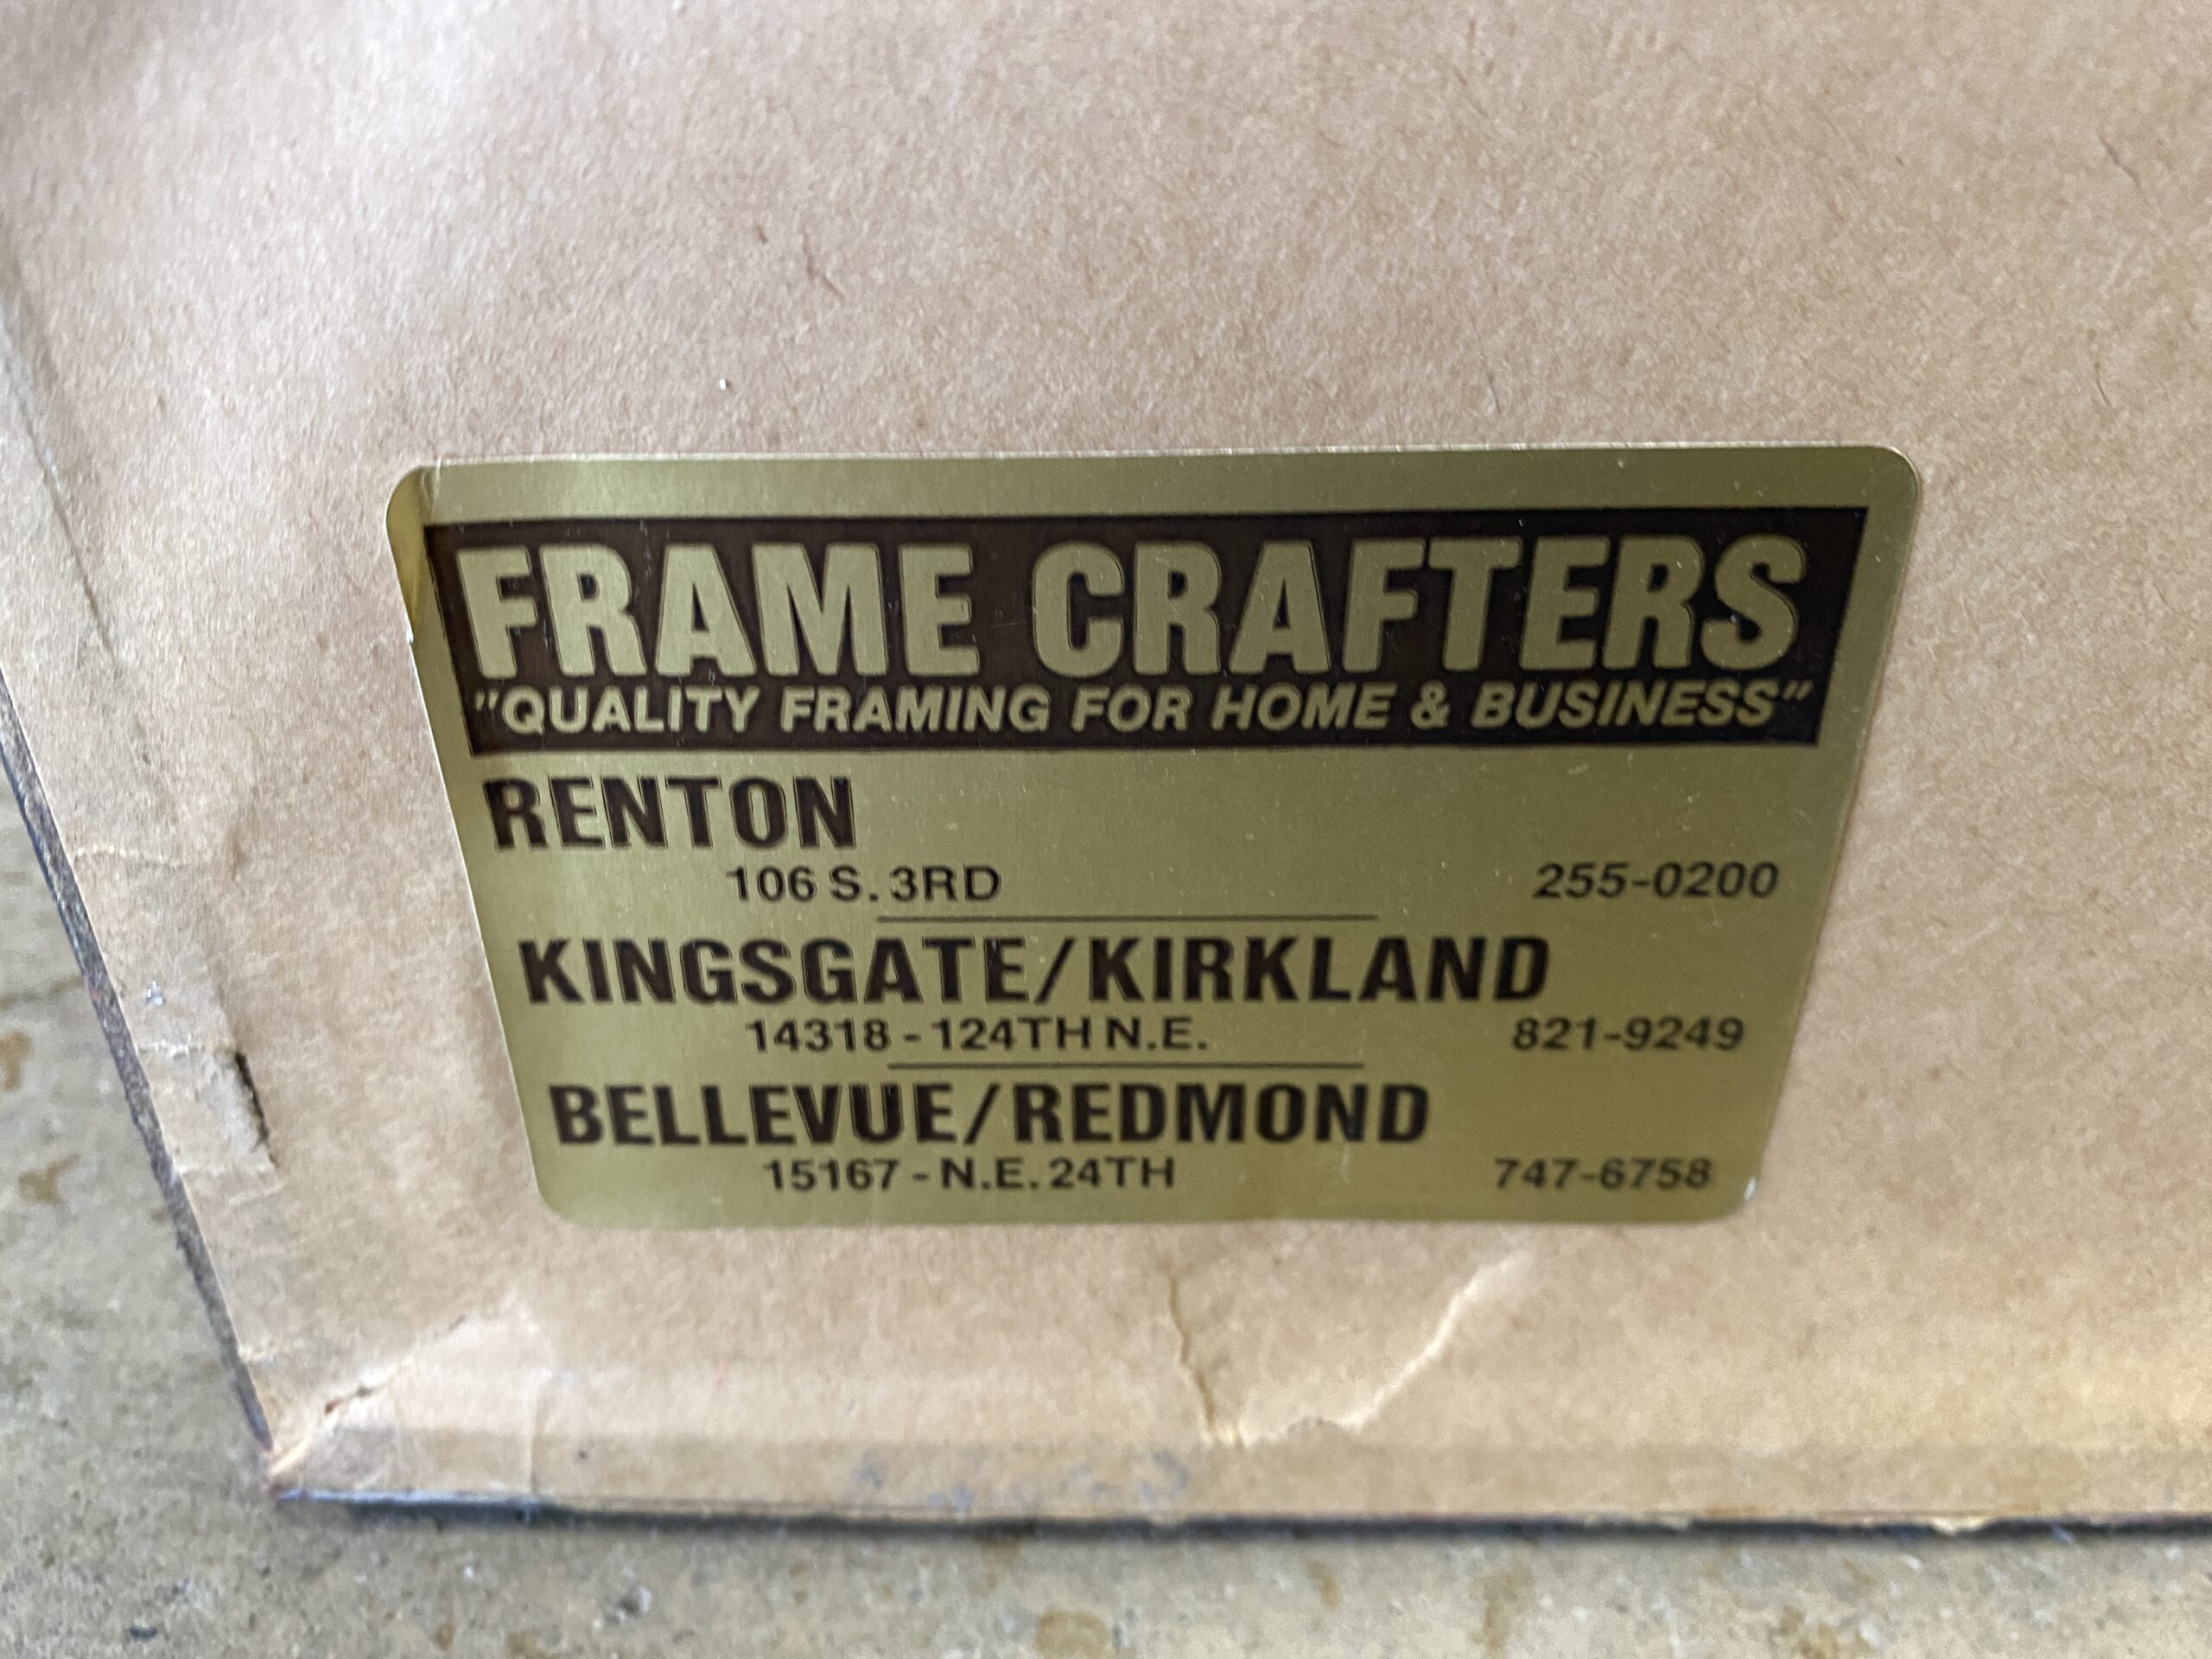 FRAME CRAFTERS
"QUALITY FRAMING FOR HOME & BUSINESS"
RENTON
106 S. 3RD 255-0200
KINGSGATE/KIRKLAND
14318 - 124TH N.E. 821-9249
BELLEVUE/REDMOND
15167 - N.E. 24TH 747-6758